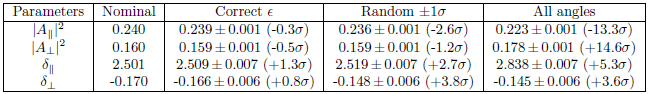 Parameters Nominal Correct ϵ Random ±1σ All angles
|A∥|² 0.240 0.239 ± 0.001 (-0.3σ) 0.236 ± 0.001 (-2.6σ) 0.223 ± 0.001 (-13.3σ)
|A⊥|² 0.160 0.159 ± 0.001 (-0.5σ) 0.159 ± 0.001 (-1.2σ) 0.178 ± 0.001 (+14.6σ)
δ∥ 2.501 2.509 ± 0.007 (+1.3σ) 2.519 ± 0.007 (+2.7σ) 2.838 ± 0.007 (+5.3σ)
δ⊥ -0.170 -0.166 ± 0.006 (+0.8σ) -0.148 ± 0.006 (+3.8σ) -0.145 ± 0.006 (+3.6σ)